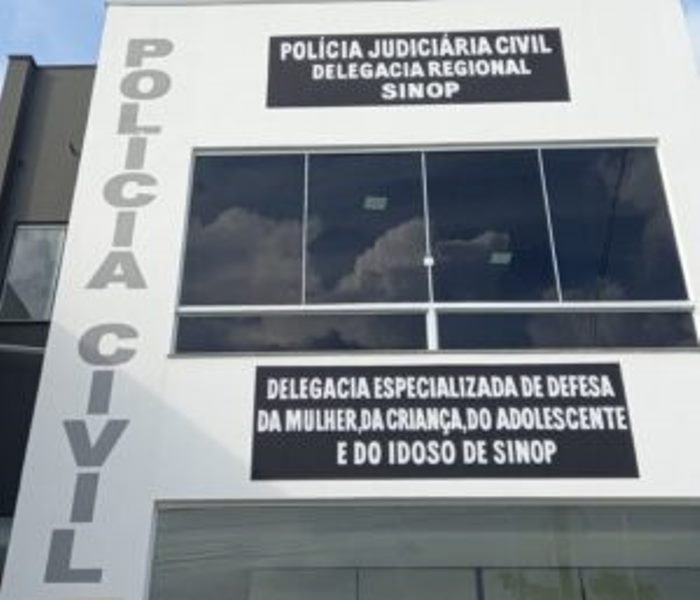 POLÍCIA JUDICIÁRIA CIVIL
DELEGACIA REGIONAL
SINOP
POLICIA CIVIL
DELEGACIA ESPECIALIZADA DE DEFESA
DA MULHER,DA CRIANÇA,DO ADOLESCENTE
E DO IDOSO DE SINOP